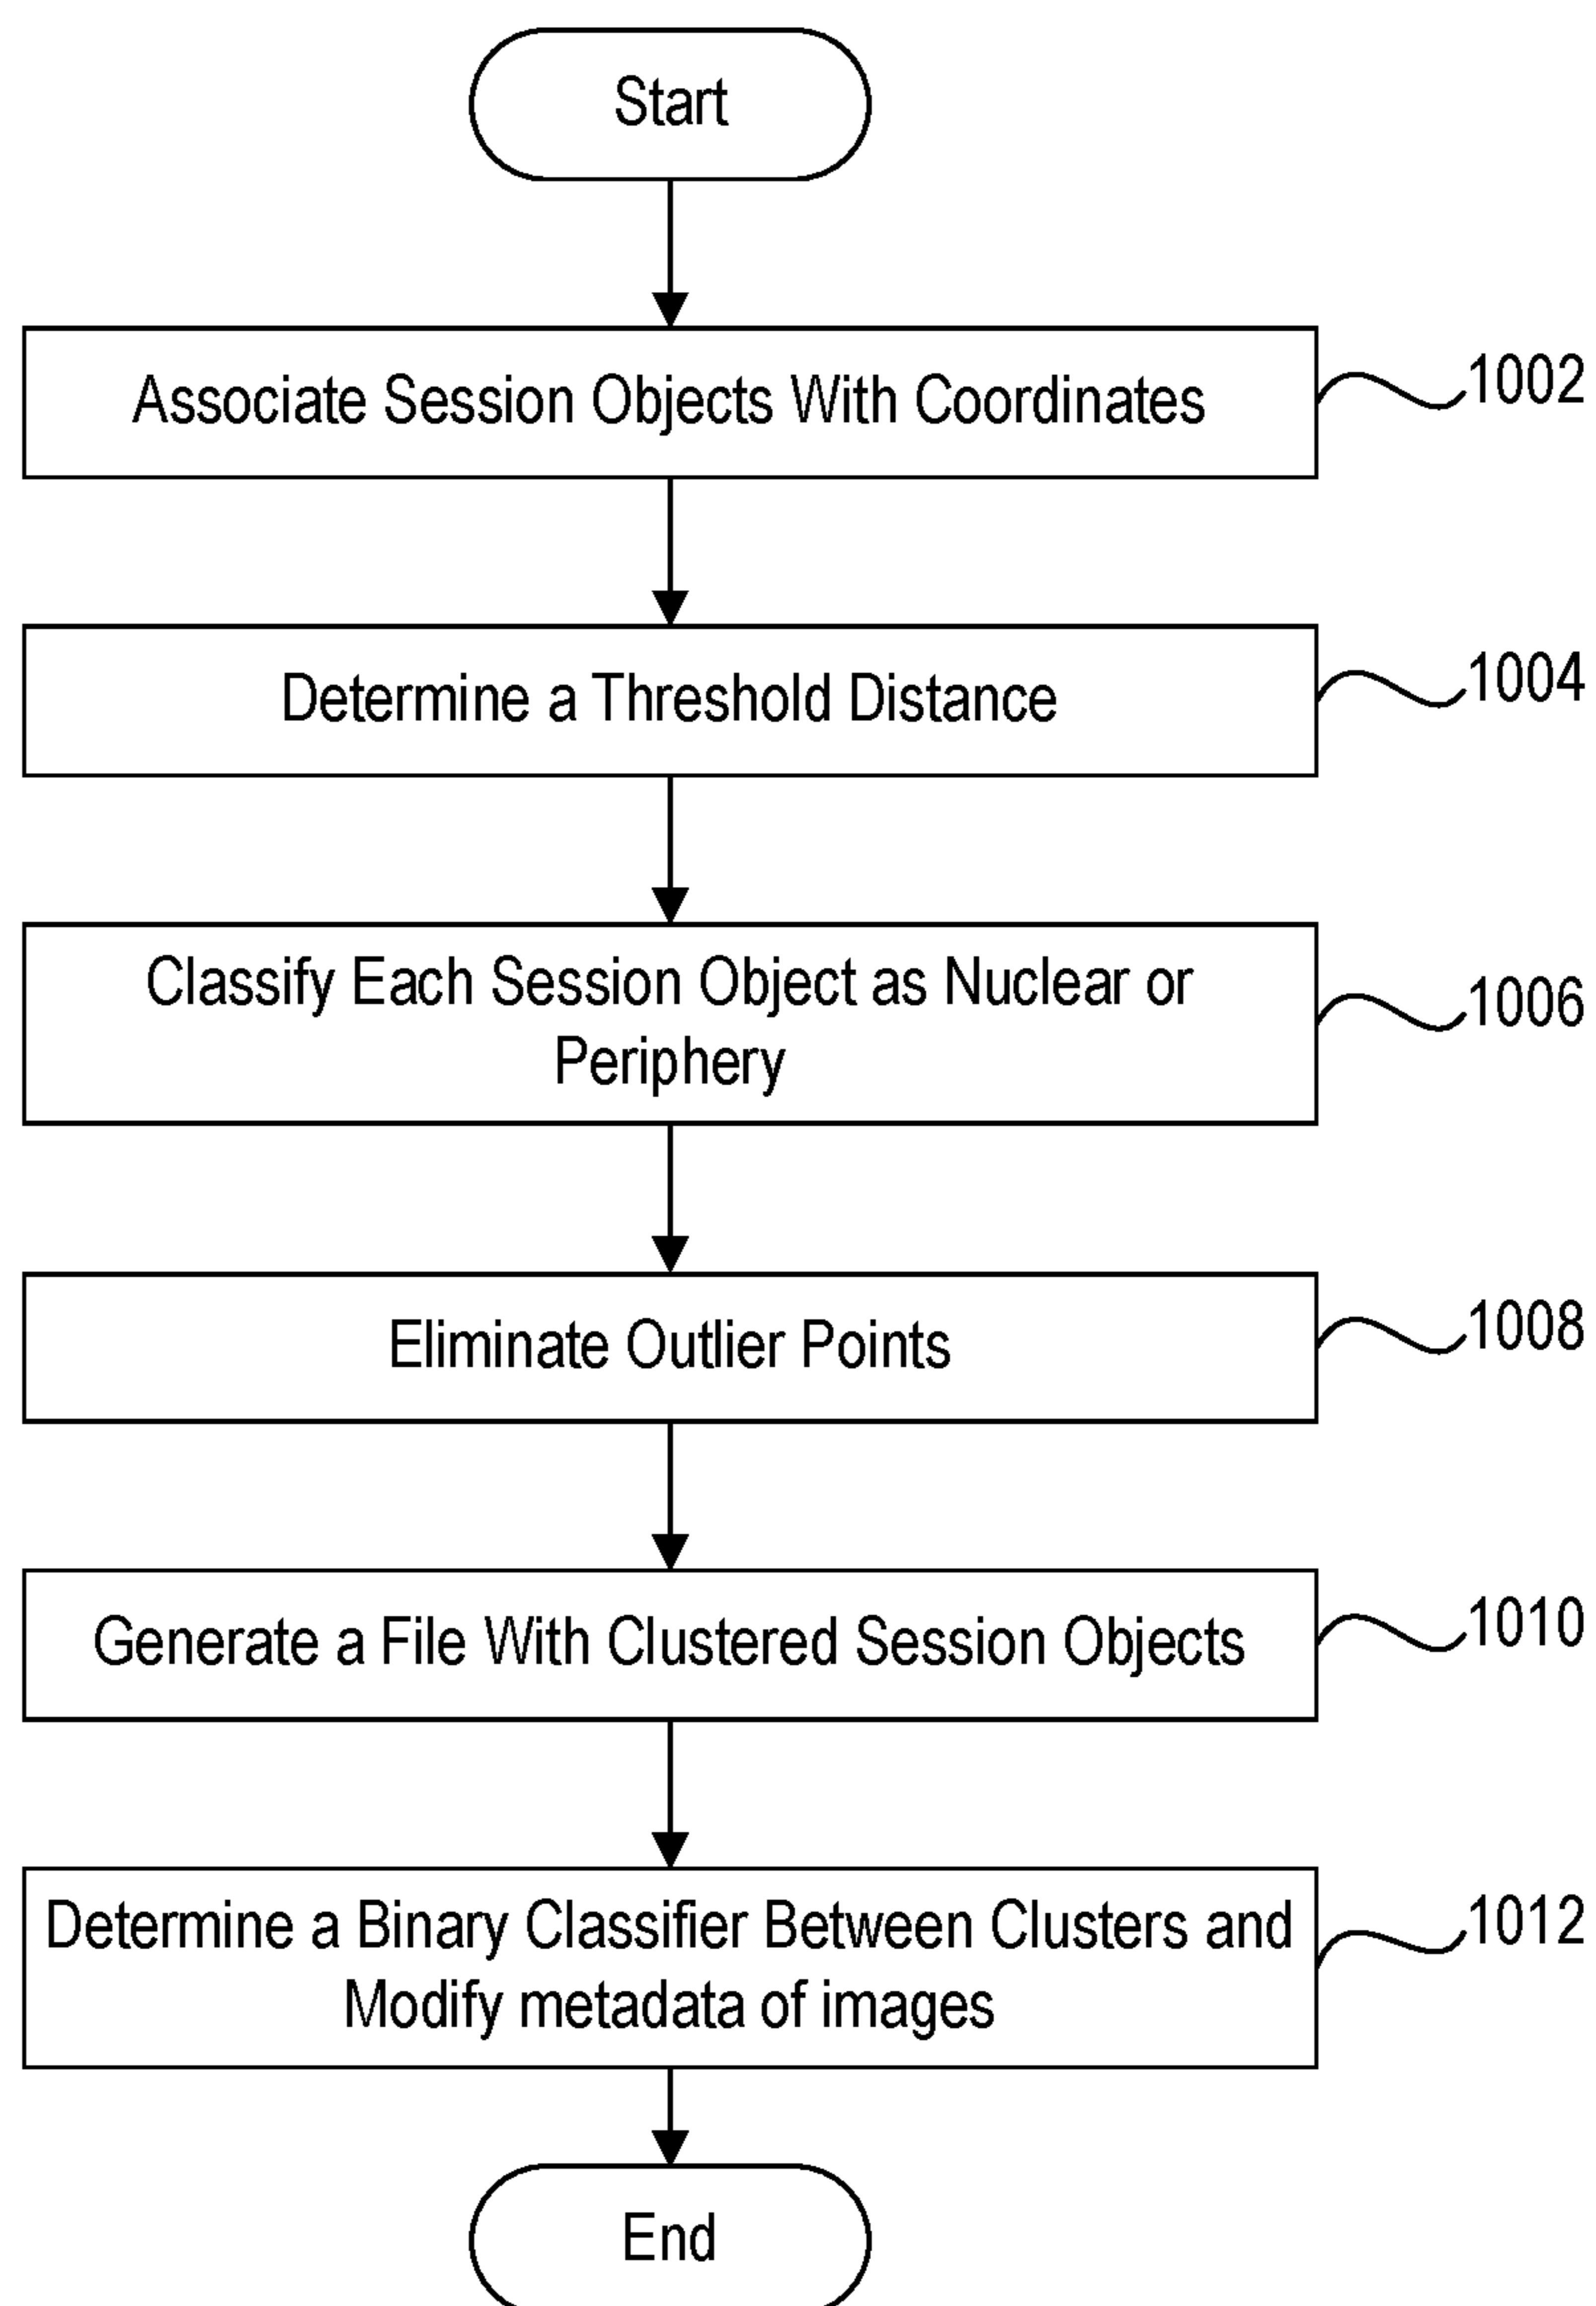 Start
Associate Session Objects With Coordinates
1002
Determine a Threshold Distance
1004
Classify Each Session Object as Nuclear or
Periphery
1006
Eliminate Outlier Points
1008
Generate a File With Clustered Session Objects
1010
Determine a Binary Classifier Between Clusters and
Modify metadata of images
1012
End